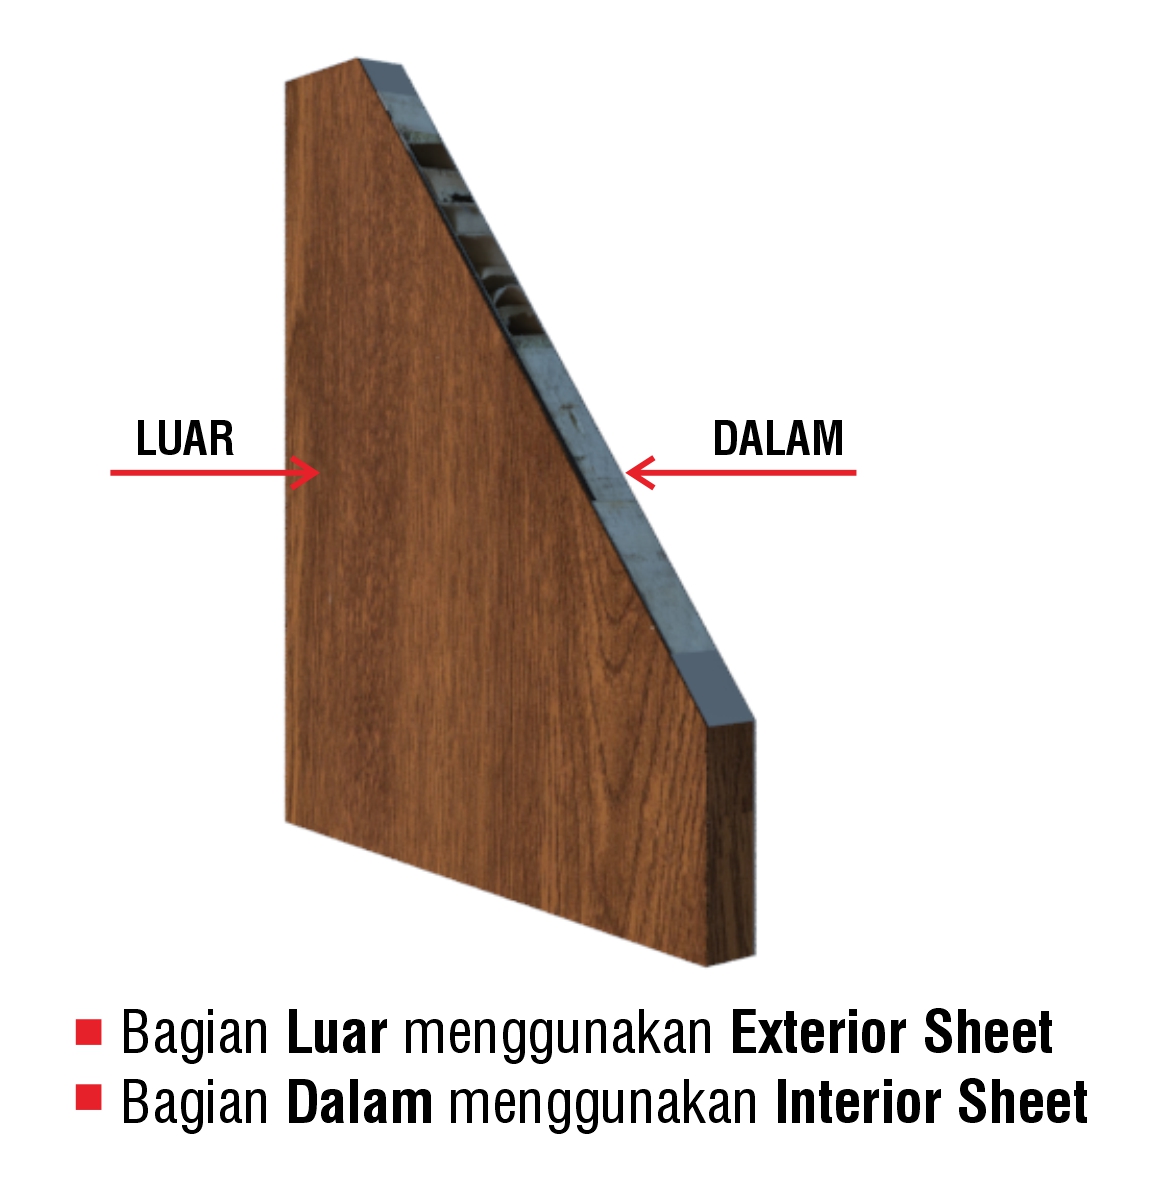 LUAR
DALAM
Bagian Luar menggunakan Exterior Sheet
Bagian Dalam menggunakan Interior Sheet